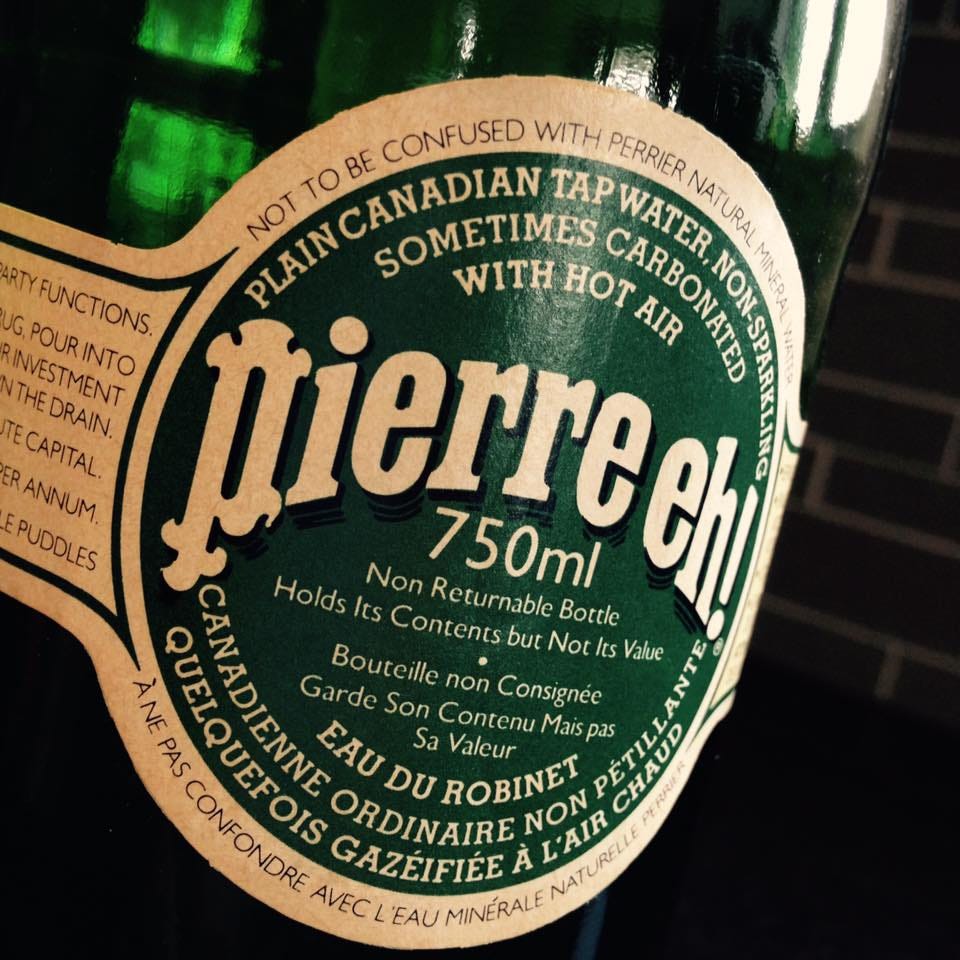 NOT TO BE CONFUSED WITH PERRIER NATURAL MINERAL WATER
PLAIN CANADIAN TAP WATER, NON-SPARKLING
SOMETIMES CARBONATED
WITH HOT AIR
pierre eh!
750ml
Non Returnable Bottle
Holds Its Contents but Not Its Value
•
Bouteille non Consignée
Garde Son Contenu Mais pas
Sa Valeur
EAU DU ROBINET
CANADIENNE ORDINAIRE NON PÉTILLANTE
QUELQUEFOIS GAZÉIFIÉE À L'AIR CHAUD
À NE PAS CONFONDRE AVEC L'EAU MINÉRALE NATURELLE PERRIER
PARTY FUNCTIONS.
POUR INTO
INVESTMENT
THE DRAIN.
CAPITAL.
PER ANNUM.
PUDDLES